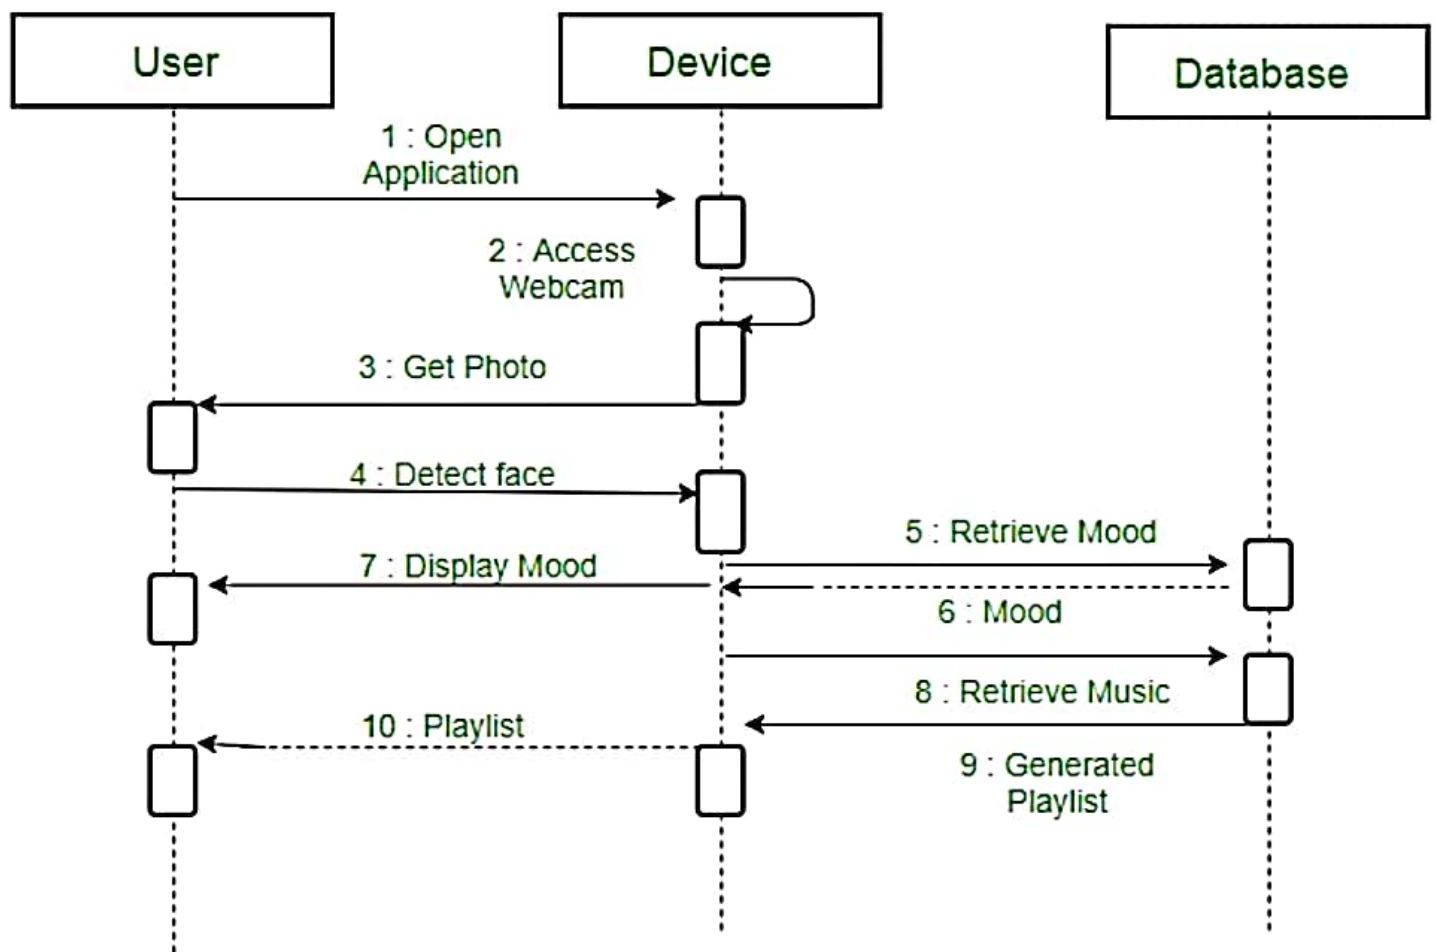 User
Device
Database
1 : Open
Application
2 : Access
Webcam
3 : Get Photo
4 : Detect face
5 : Retrieve Mood
7 : Display Mood
6 : Mood
8 : Retrieve Music
10 : Playlist
9 : Generated
Playlist